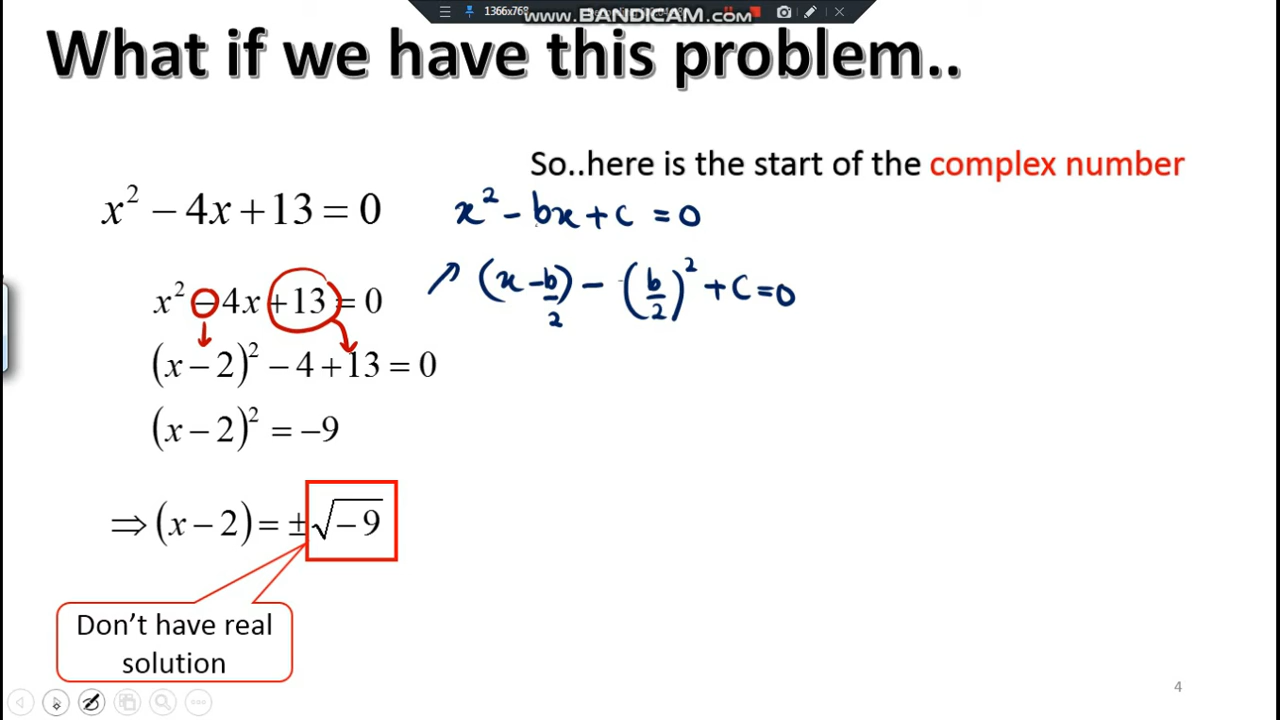 1366x768
www.BANDICAM.com
What if we have this problem..
So..here is the start of the complex number
x² − 4x + 13 = 0
x² - bx + c = 0
x² − 4x + 13 = 0
(x - b/2) - (b/2)² + c = 0
(x − 2)² − 4 + 13 = 0
(x − 2)² = −9
⇒ (x − 2) = ±√−9
Don't have real
solution
4